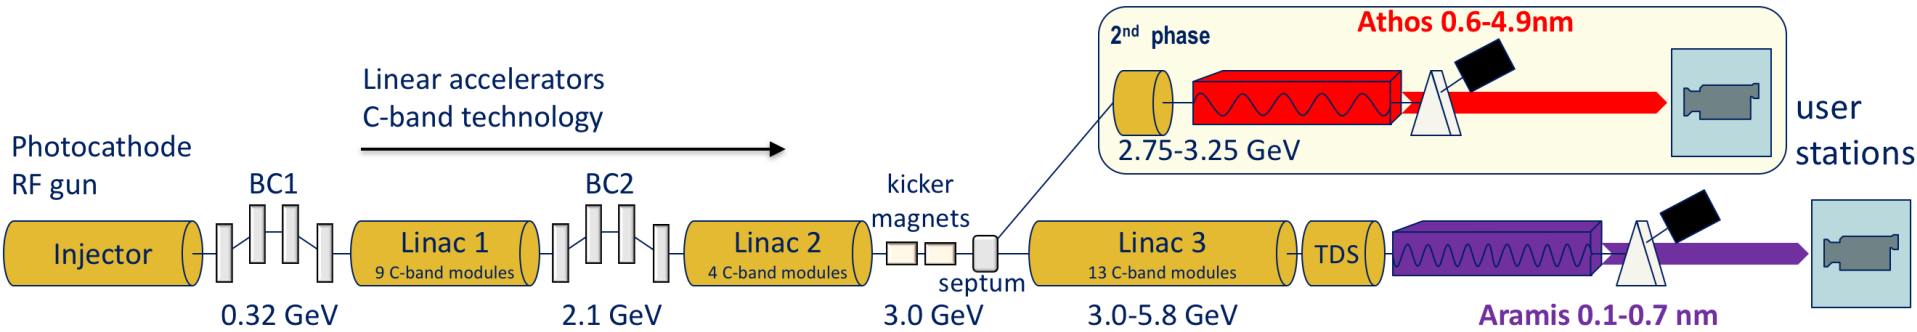 Athos 0.6-4.9nm
2nd phase
Linear accelerators
C-band technology
user
stations
2.75-3.25 GeV
Photocathode
RF gun
BC1
BC2
kicker
magnets
Injector
Linac 1
9 C-band modules
Linac 2
4 C-band modules
septum
Linac 3
13 C-band modules
TDS
0.32 GeV
2.1 GeV
3.0 GeV
3.0-5.8 GeV
Aramis 0.1-0.7 nm